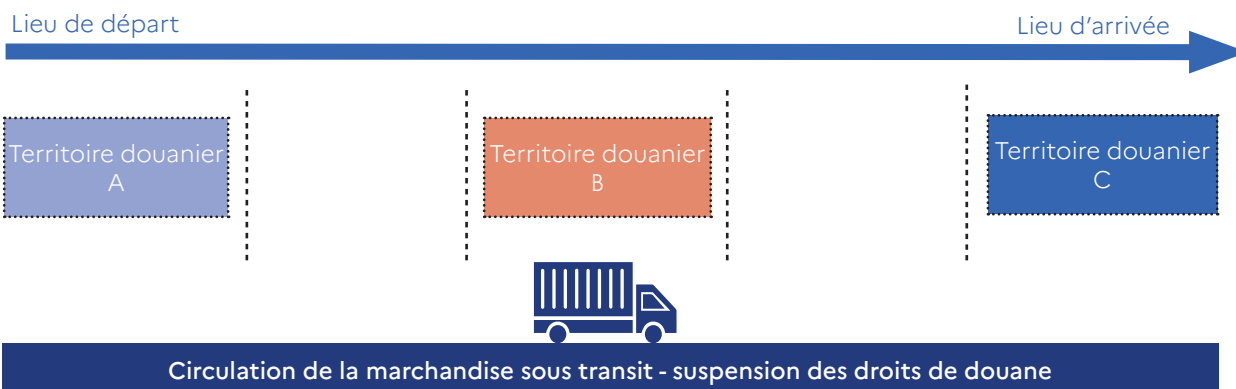 Lieu de départ
Lieu d'arrivée
Territoire douanier
A
Territoire douanier
B
Territoire douanier
C
Circulation de la marchandise sous transit - suspension des droits de douane